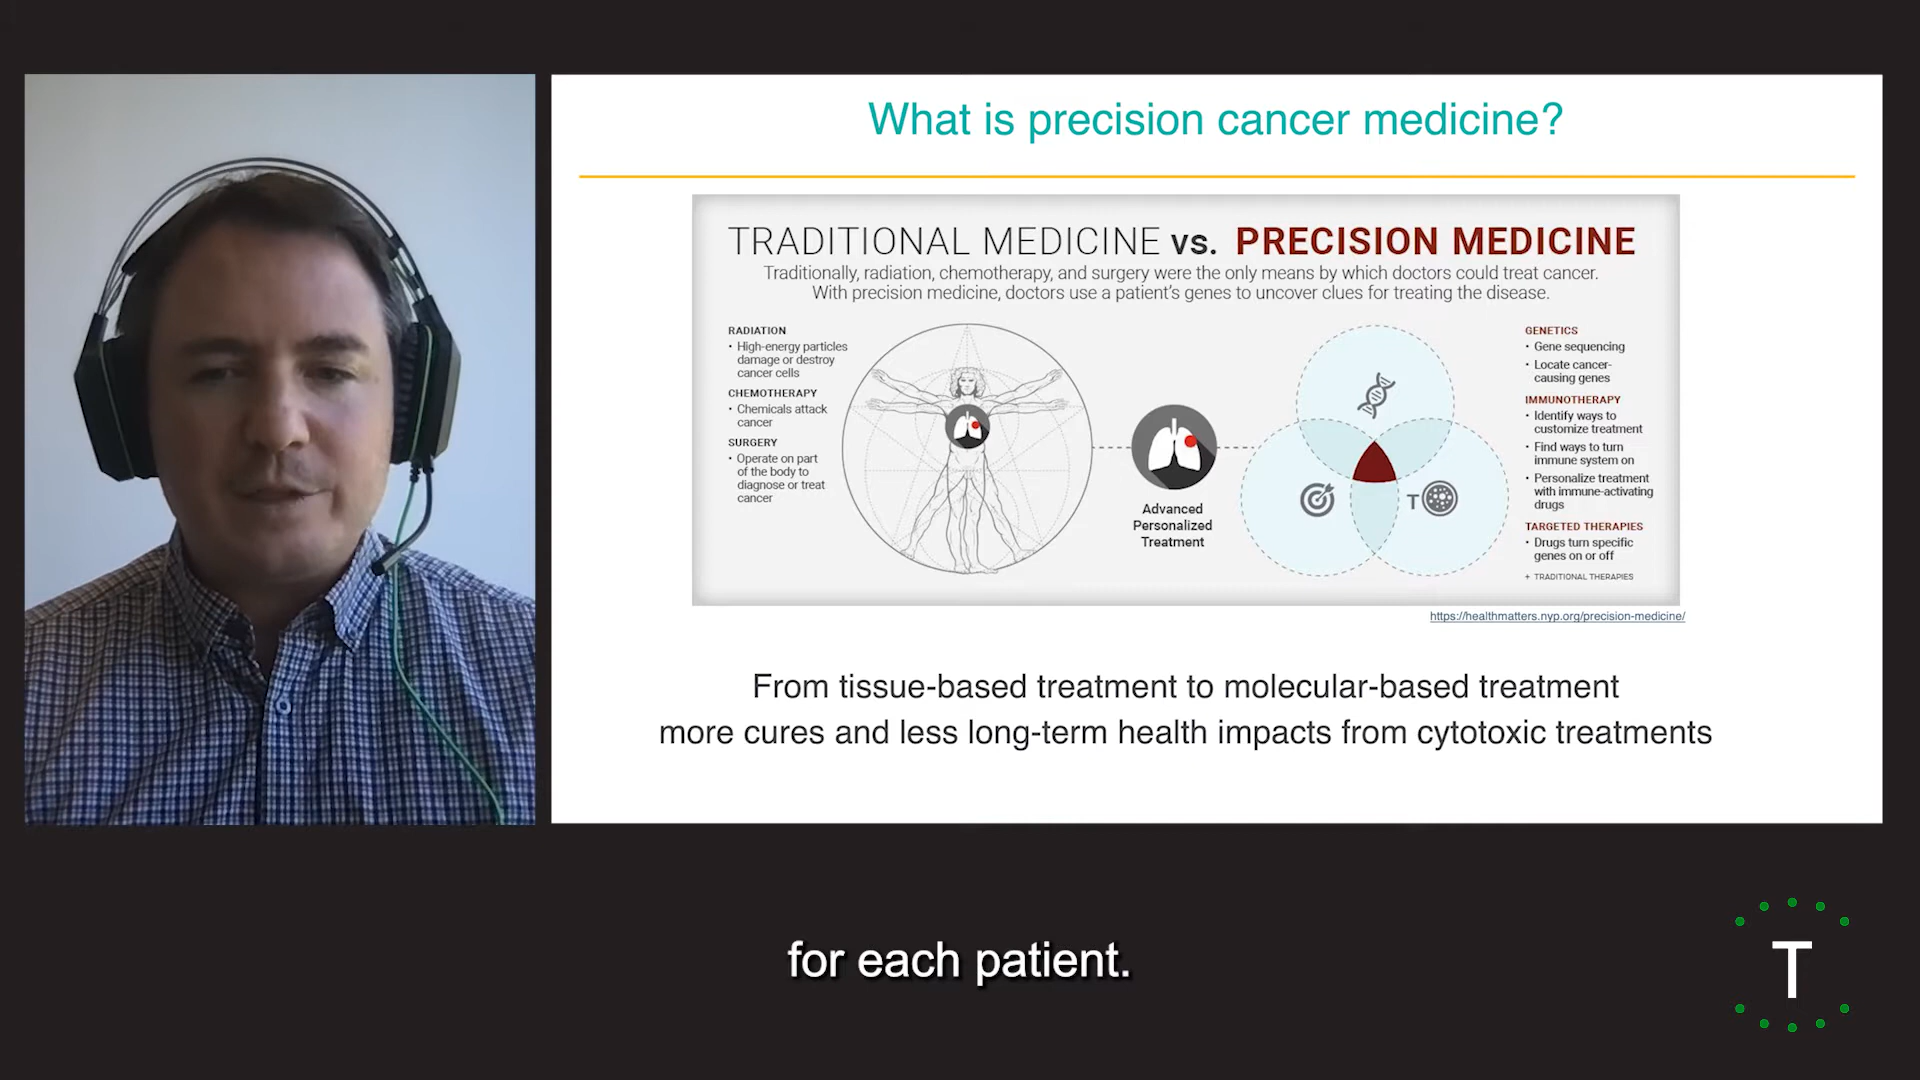 What is precision cancer medicine?
TRADITIONAL MEDICINE vs. PRECISION MEDICINE
Traditionally, radiation, chemotherapy, and surgery were the only means by which doctors could treat cancer.
With precision medicine, doctors use a patient's genes to uncover clues for treating the disease.
RADIATION
• High-energy particles
damage or destroy
cancer cells
CHEMOTHERAPY
• Chemicals attack
cancer
SURGERY
• Operate on part
of the body to
diagnose or treat
cancer
Advanced
Personalized
Treatment
T
GENETICS
• Gene sequencing
• Locate cancer-
causing genes
IMMUNOTHERAPY
• Identify ways to
customize treatment
• Find ways to turn
immune system on
• Personalize treatment
with immune-activating
drugs
TARGETED THERAPIES
• Drugs turn specific
genes on or off
+ TRADITIONAL THERAPIES
https://healthmatters.nyp.org/precision-medicine/
From tissue-based treatment to molecular-based treatment
more cures and less long-term health impacts from cytotoxic treatments
for each patient.
T